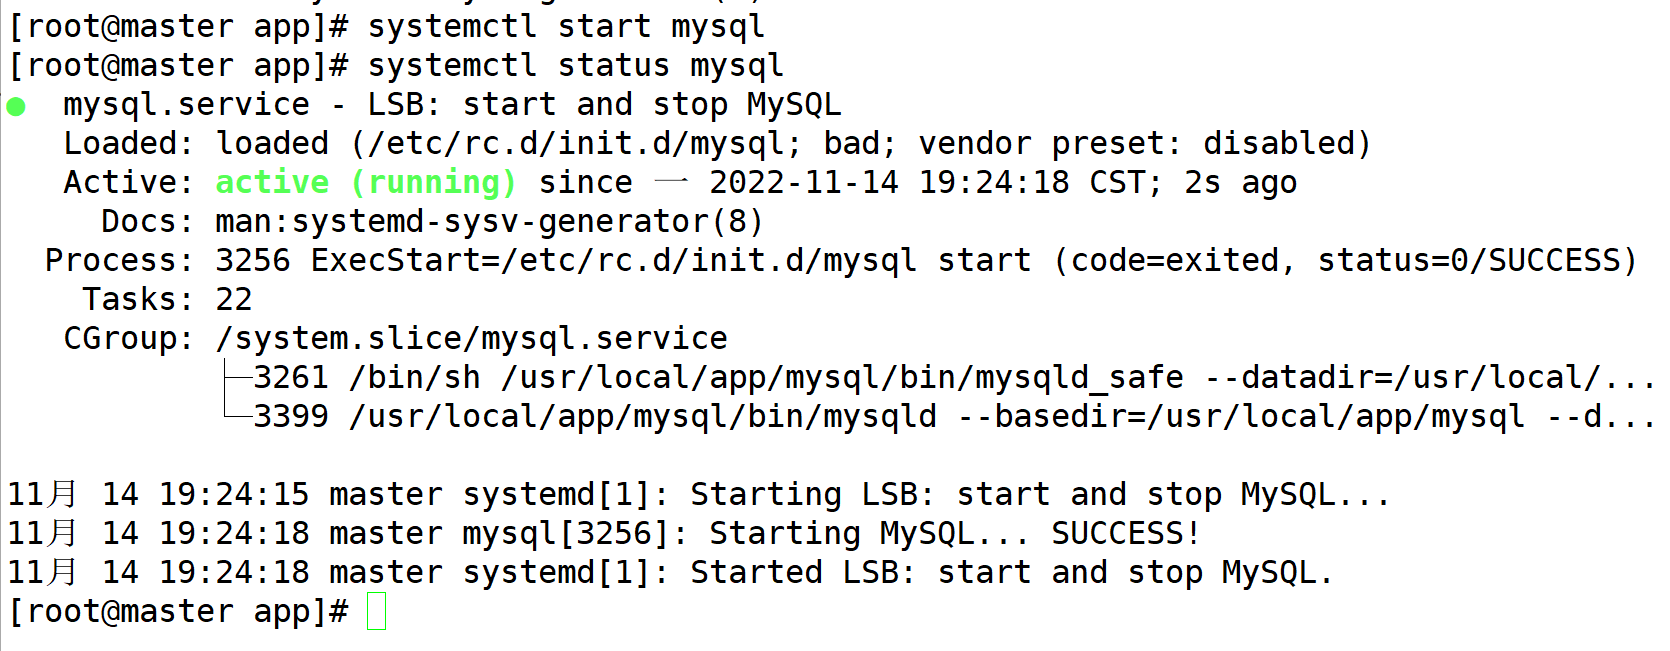 [root@master app]# systemctl start mysql
[root@master app]# systemctl status mysql
● mysql.service - LSB: start and stop MySQL
   Loaded: loaded (/etc/rc.d/init.d/mysql; bad; vendor preset: disabled)
   Active: active (running) since 一 2022-11-14 19:24:18 CST; 2s ago
     Docs: man:systemd-sysv-generator(8)
  Process: 3256 ExecStart=/etc/rc.d/init.d/mysql start (code=exited, status=0/SUCCESS)
    Tasks: 22
   CGroup: /system.slice/mysql.service
           ├─3261 /bin/sh /usr/local/app/mysql/bin/mysqld_safe --datadir=/usr/local/...
           └─3399 /usr/local/app/mysql/bin/mysqld --basedir=/usr/local/app/mysql --d...

11月 14 19:24:15 master systemd[1]: Starting LSB: start and stop MySQL...
11月 14 19:24:18 master mysql[3256]: Starting MySQL... SUCCESS!
11月 14 19:24:18 master systemd[1]: Started LSB: start and stop MySQL.
[root@master app]#